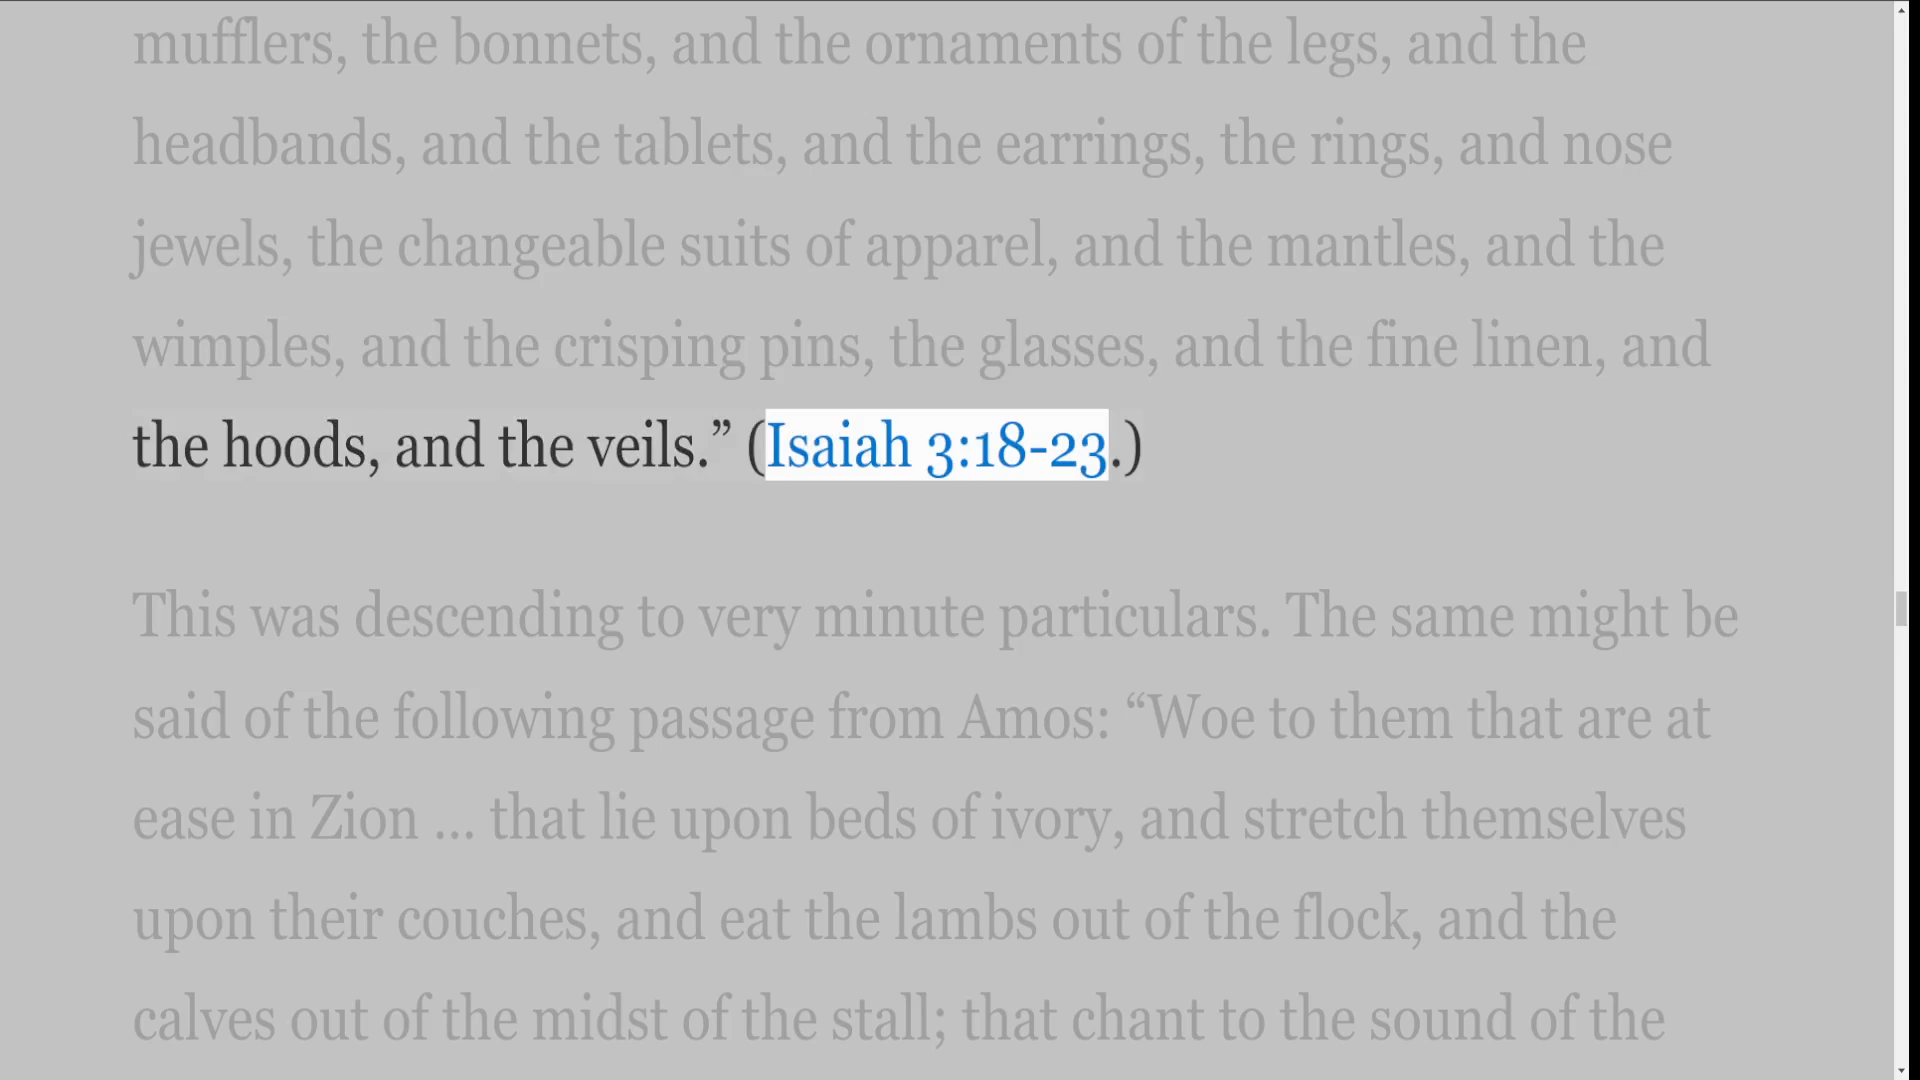 mufflers, the bonnets, and the ornaments of the legs, and the
headbands, and the tablets, and the earrings, the rings, and nose
jewels, the changeable suits of apparel, and the mantles, and the
wimples, and the crisping pins, the glasses, and the fine linen, and
the hoods, and the veils.” (Isaiah 3:18-23.)
This was descending to very minute particulars. The same might be
said of the following passage from Amos: “Woe to them that are at
ease in Zion ... that lie upon beds of ivory, and stretch themselves
upon their couches, and eat the lambs out of the flock, and the
calves out of the midst of the stall; that chant to the sound of the